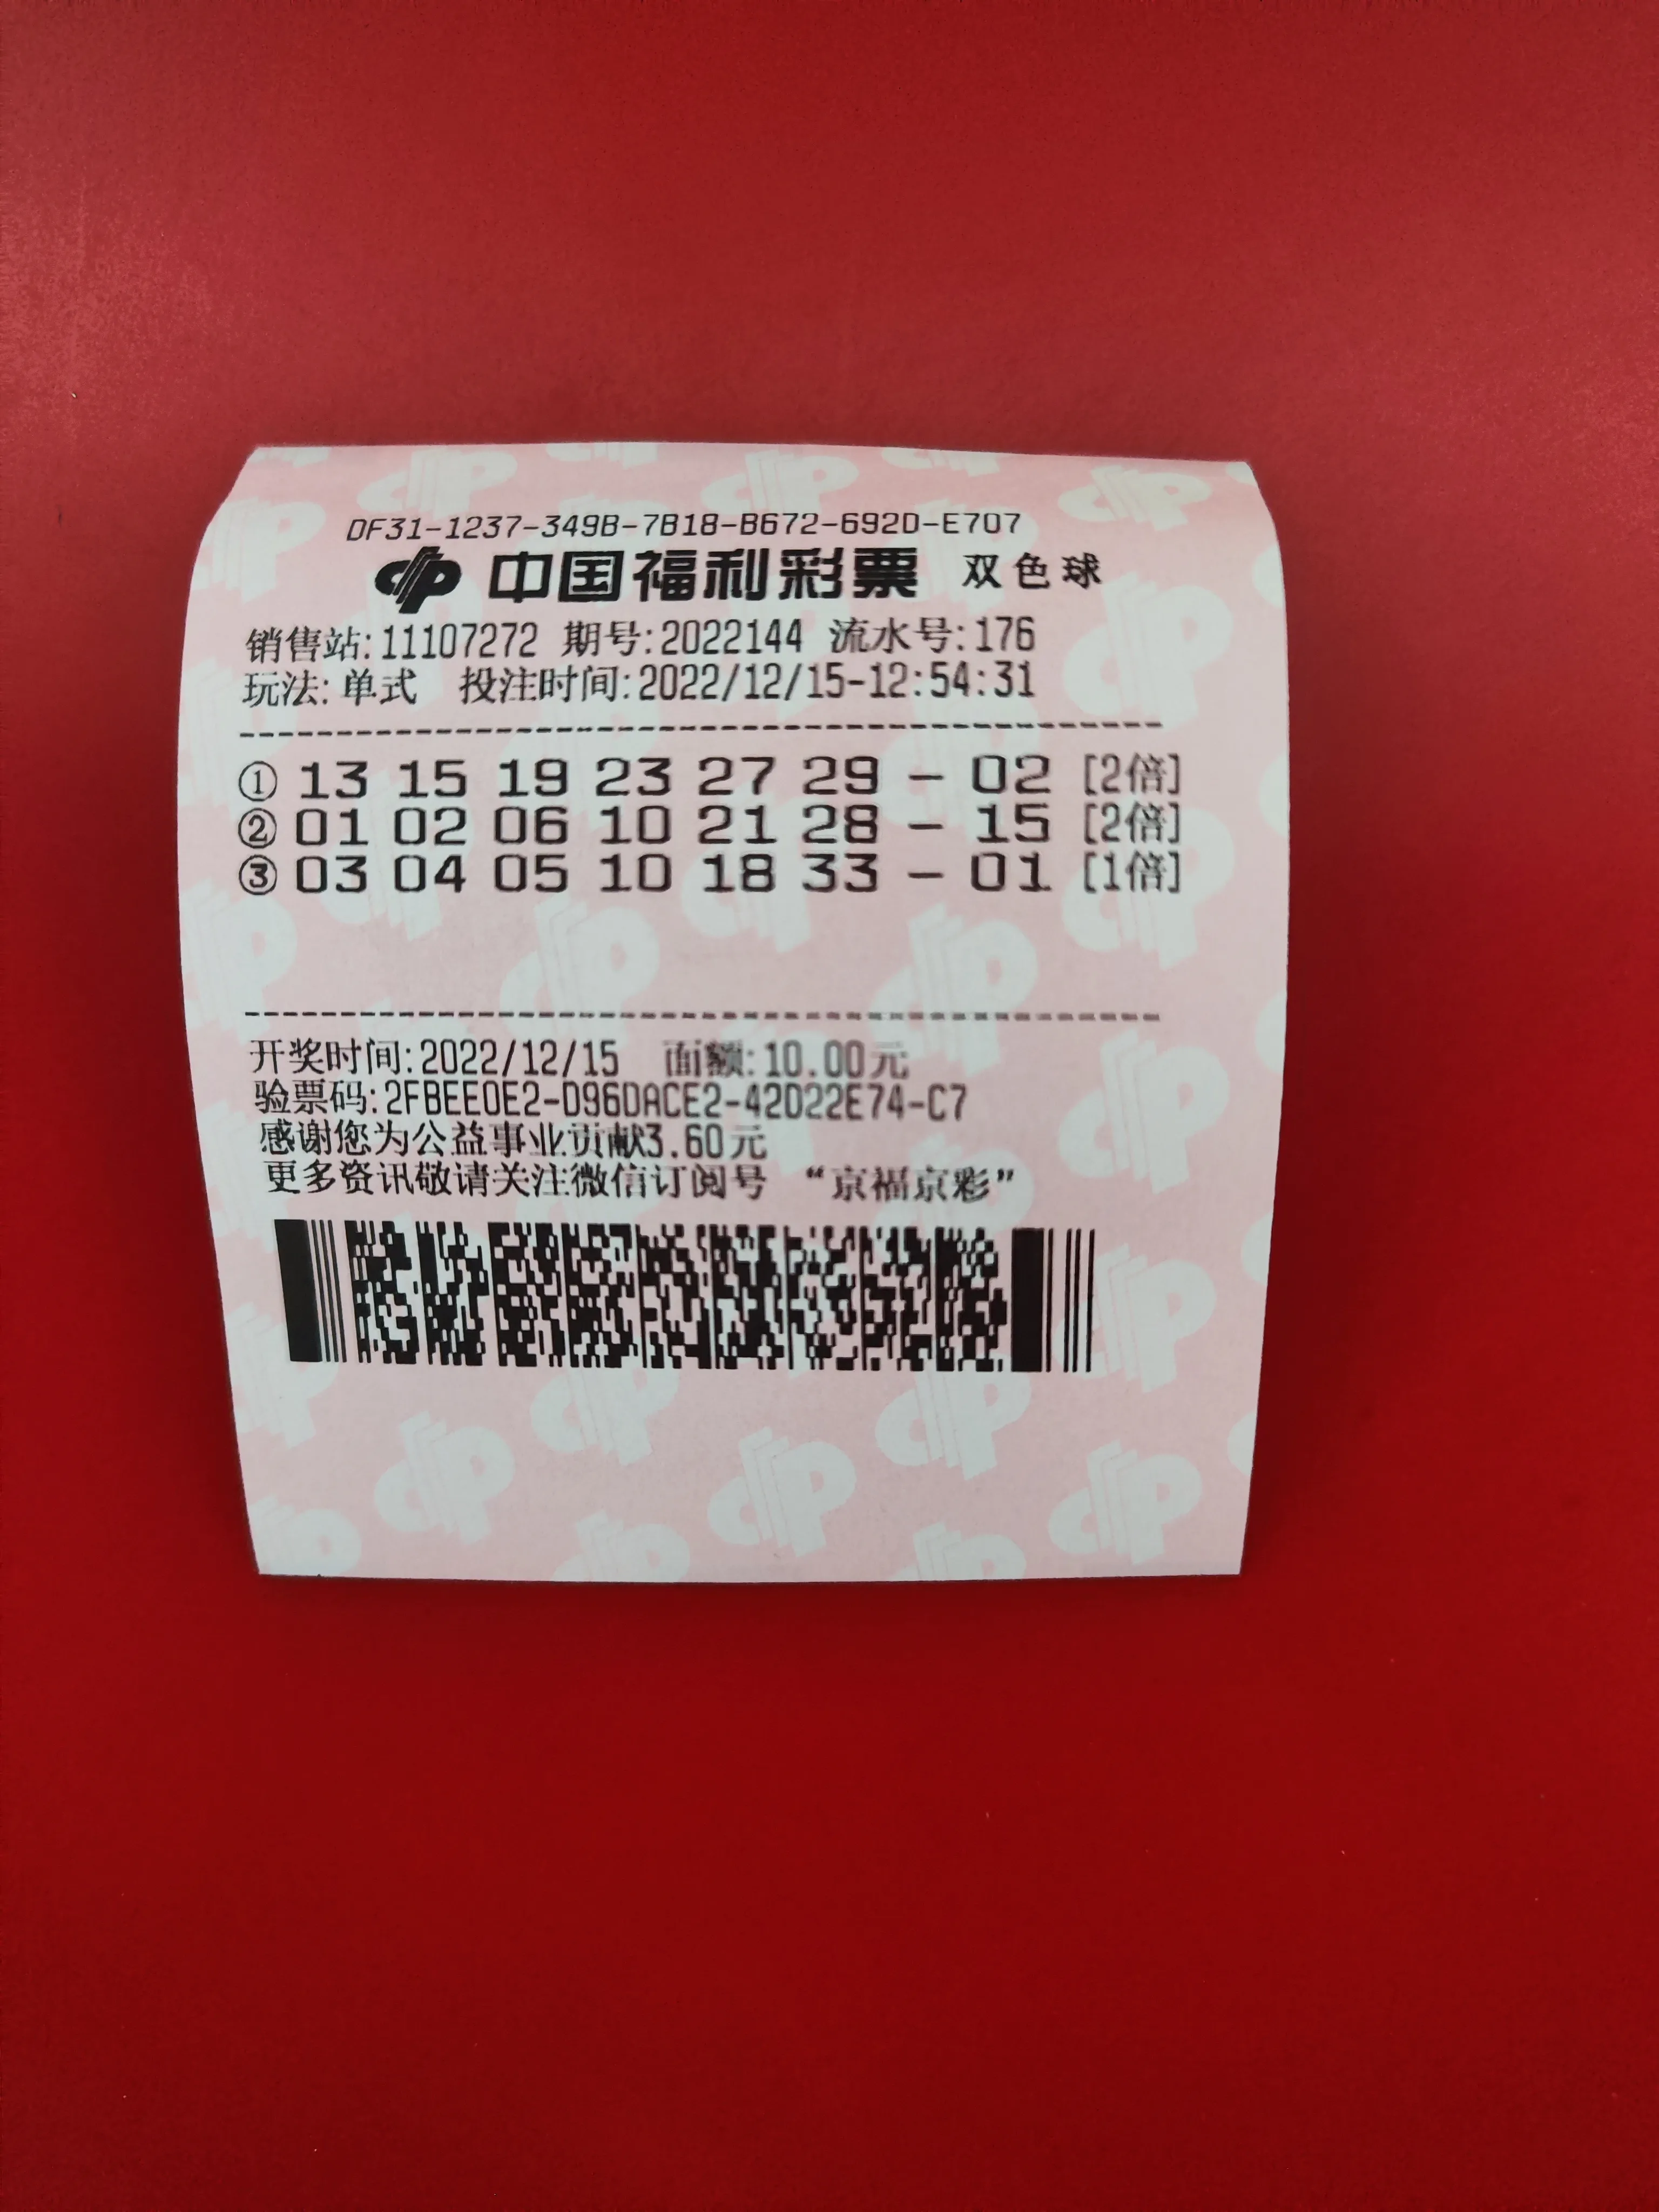 DF31-1237-349B-7B18-B672-692D-E707
中国福利彩票 双色球
销售站:11107272 期号:2022144 流水号:176
玩法:单式 投注时间:2022/12/15-12:54:31
① 13 15 19 23 27 29 - 02 [2倍]
② 01 02 06 10 21 28 - 15 [2倍]
③ 03 04 05 10 18 33 - 01 [1倍]
开奖时间:2022/12/15 面额:10.00元
验票码:2FBEE0E2-D96DACE2-42D22E74-C7
感谢您为公益事业贡献3.60元
更多资讯敬请关注微信订阅号 “京福京彩”